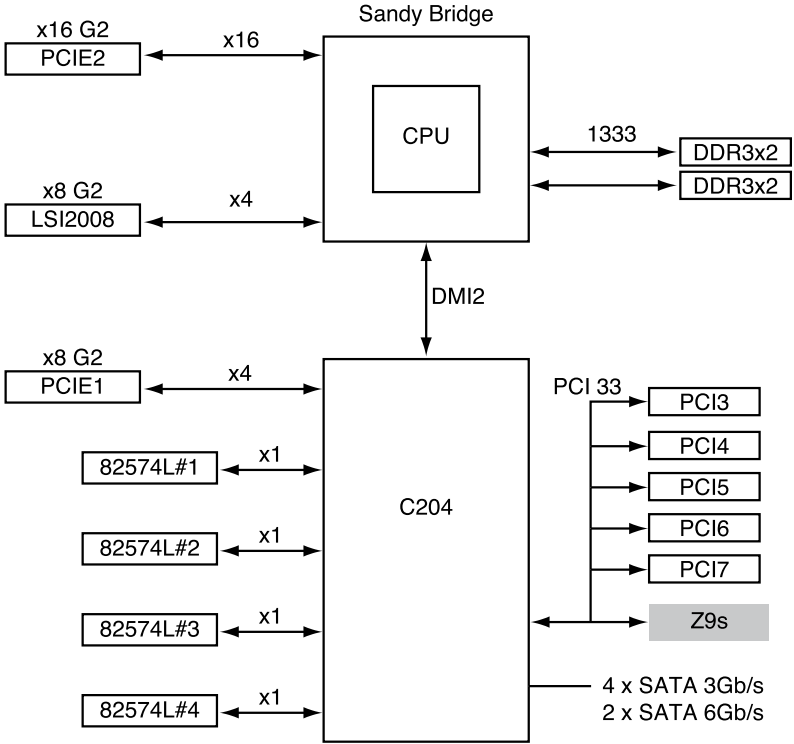 Sandy Bridge
x16 G2
PCIE2
x16
CPU
1333
DDR3x2
DDR3x2
x8 G2
LSI2008
x4
DMI2
x8 G2
PCIE1
x4
PCI 33
PCI3
PCI4
82574L#1
x1
PCI5
C204
82574L#2
x1
PCI6
PCI7
82574L#3
x1
Z9s
82574L#4
x1
4 x SATA 3Gb/s
2 x SATA 6Gb/s